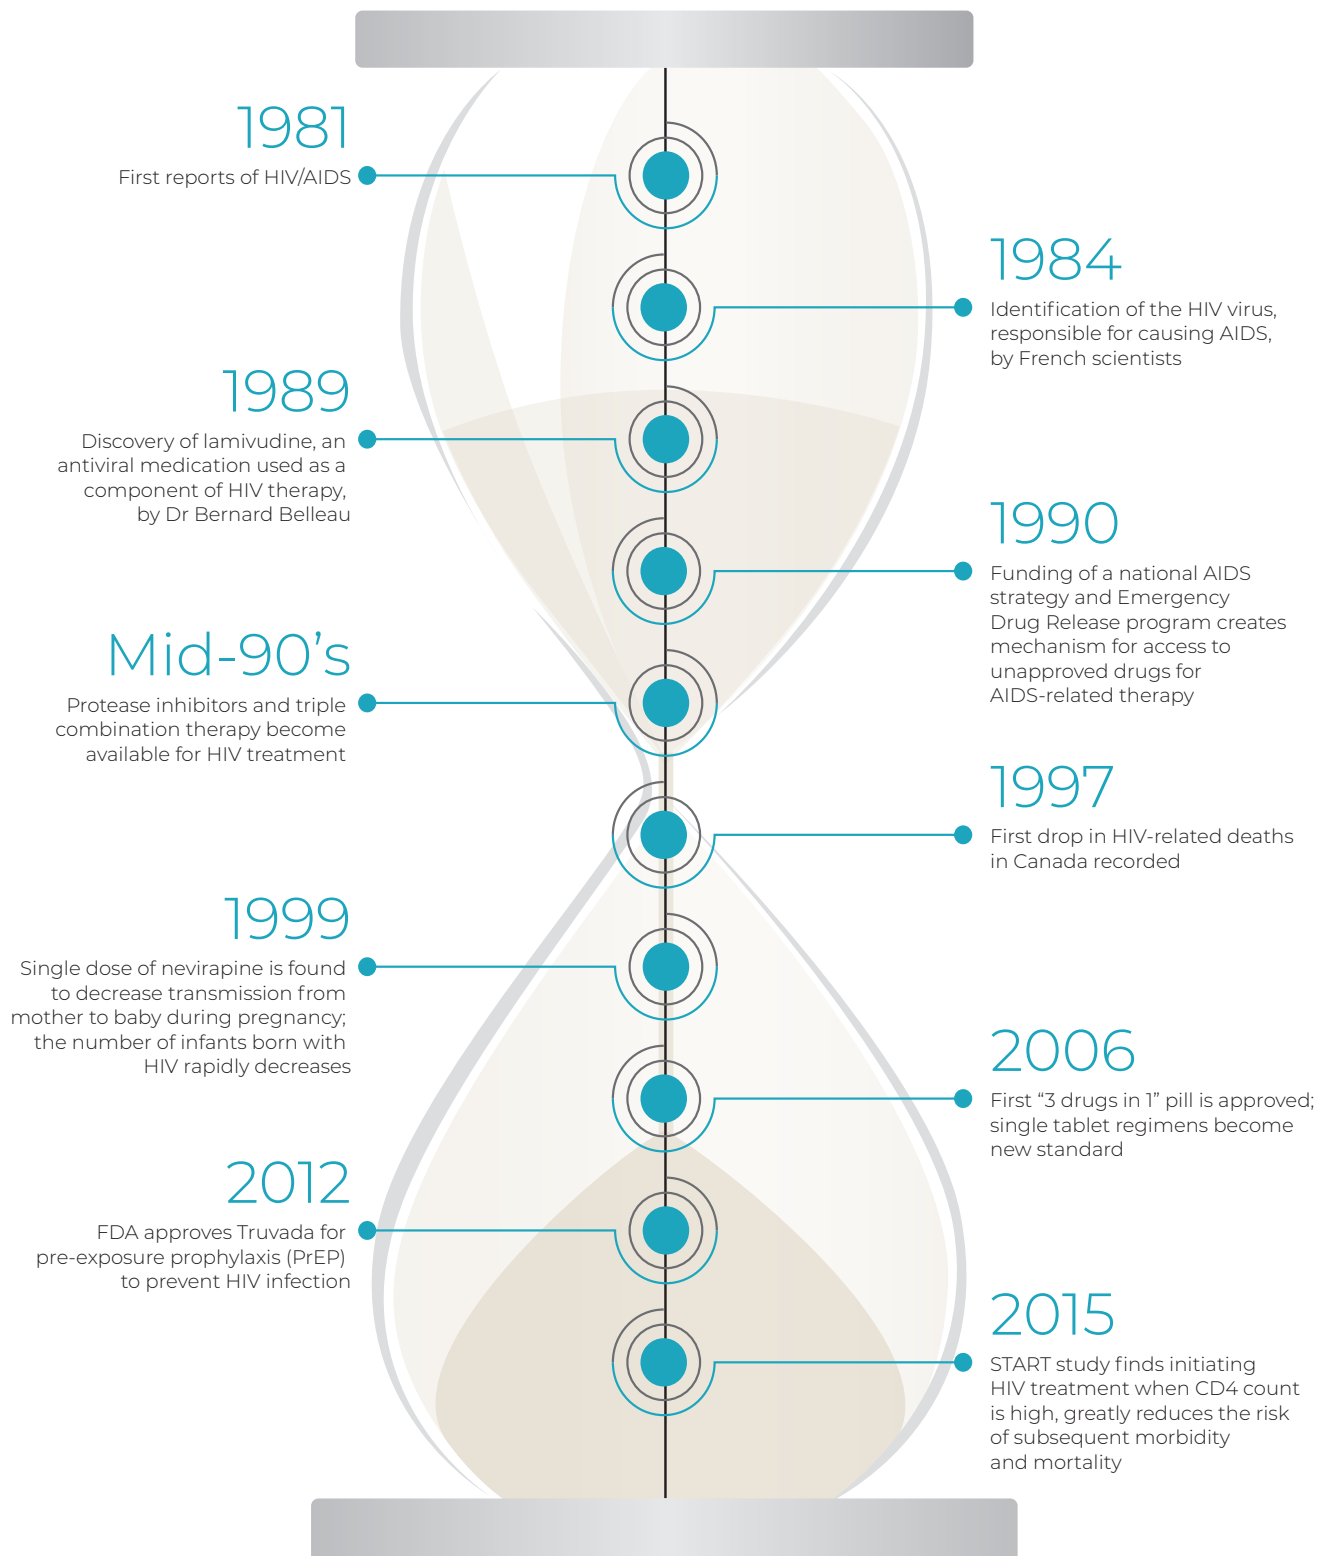 1981
First reports of HIV/AIDS
1984
Identification of the HIV virus,
responsible for causing AIDS,
by French scientists
1989
Discovery of lamivudine, an
antiviral medication used as a
component of HIV therapy,
by Dr Bernard Belleau
1990
Funding of a national AIDS
strategy and Emergency
Drug Release program creates
mechanism for access to
unapproved drugs for
AIDS-related therapy
Mid-90’s
Protease inhibitors and triple
combination therapy become
available for HIV treatment
1997
First drop in HIV-related deaths
in Canada recorded
1999
Single dose of nevirapine is found
to decrease transmission from
mother to baby during pregnancy;
the number of infants born with
HIV rapidly decreases
2006
First “3 drugs in 1” pill is approved;
single tablet regimens become
new standard
2012
FDA approves Truvada for
pre-exposure prophylaxis (PrEP)
to prevent HIV infection
2015
START study finds initiating
HIV treatment when CD4 count
is high, greatly reduces the risk
of subsequent morbidity
and mortality